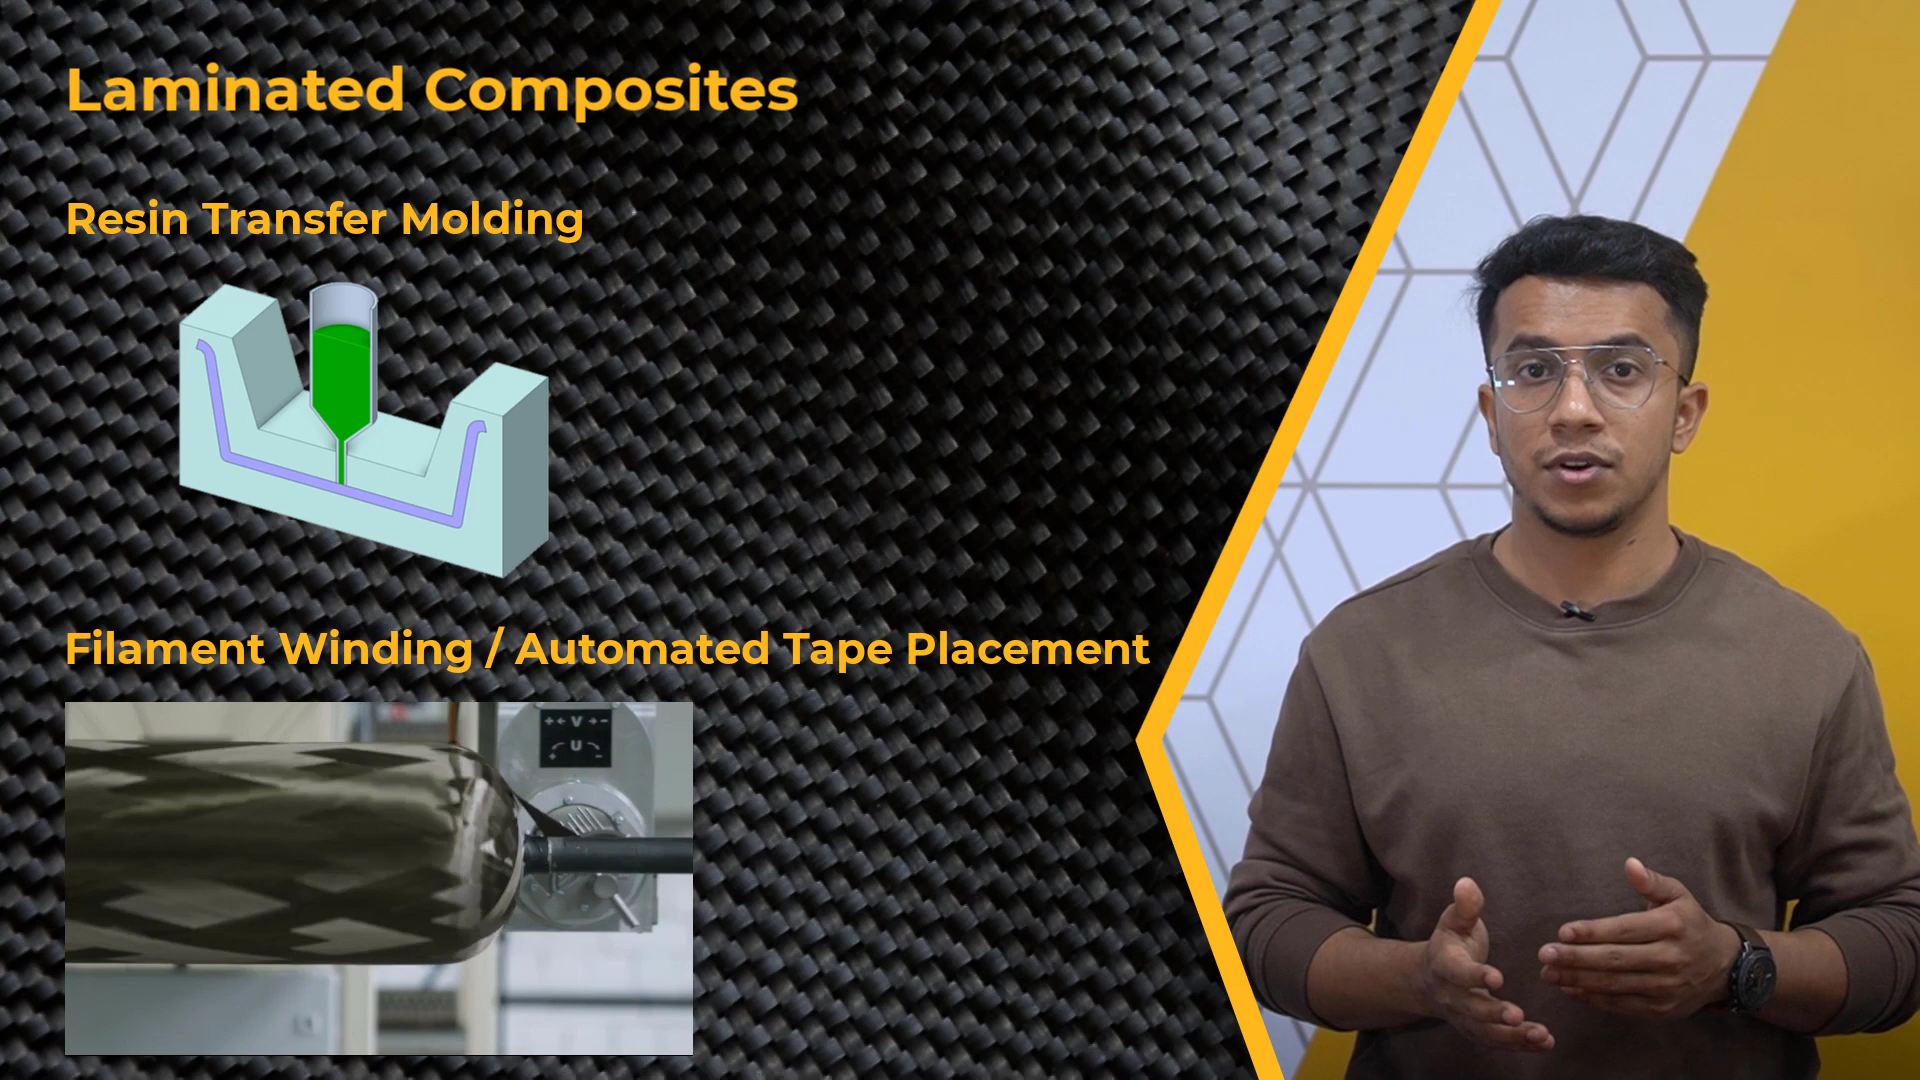 Laminated Composites
Resin Transfer Molding
Filament Winding / Automated Tape Placement
+← V →-
U
+ -